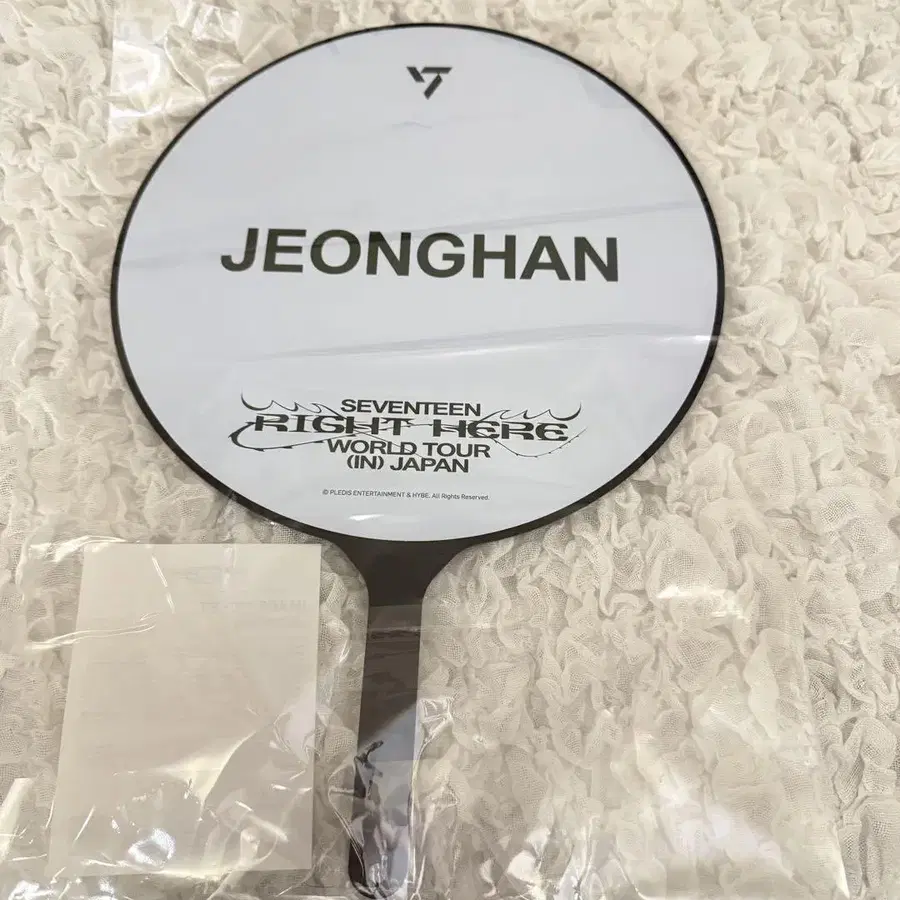 JEONGHAN
SEVENTEEN
RIGHT HERE
WORLD TOUR
(IN) JAPAN
© PLEDIS ENTERTAINMENT & HYBE. All Rights Reserved.